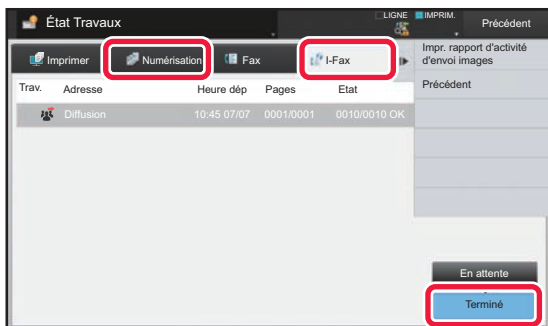 État Travaux
LIGNE IMPRIM.
Précédent
Imprimer Numérisation Fax I-Fax
Impr. rapport d'activité
d'envoi images
Précédent
Trav. Adresse Heure dép Pages Etat
Diffusion 10:45 07/07 0001/0001 0010/0010 OK
En attente
Terminé